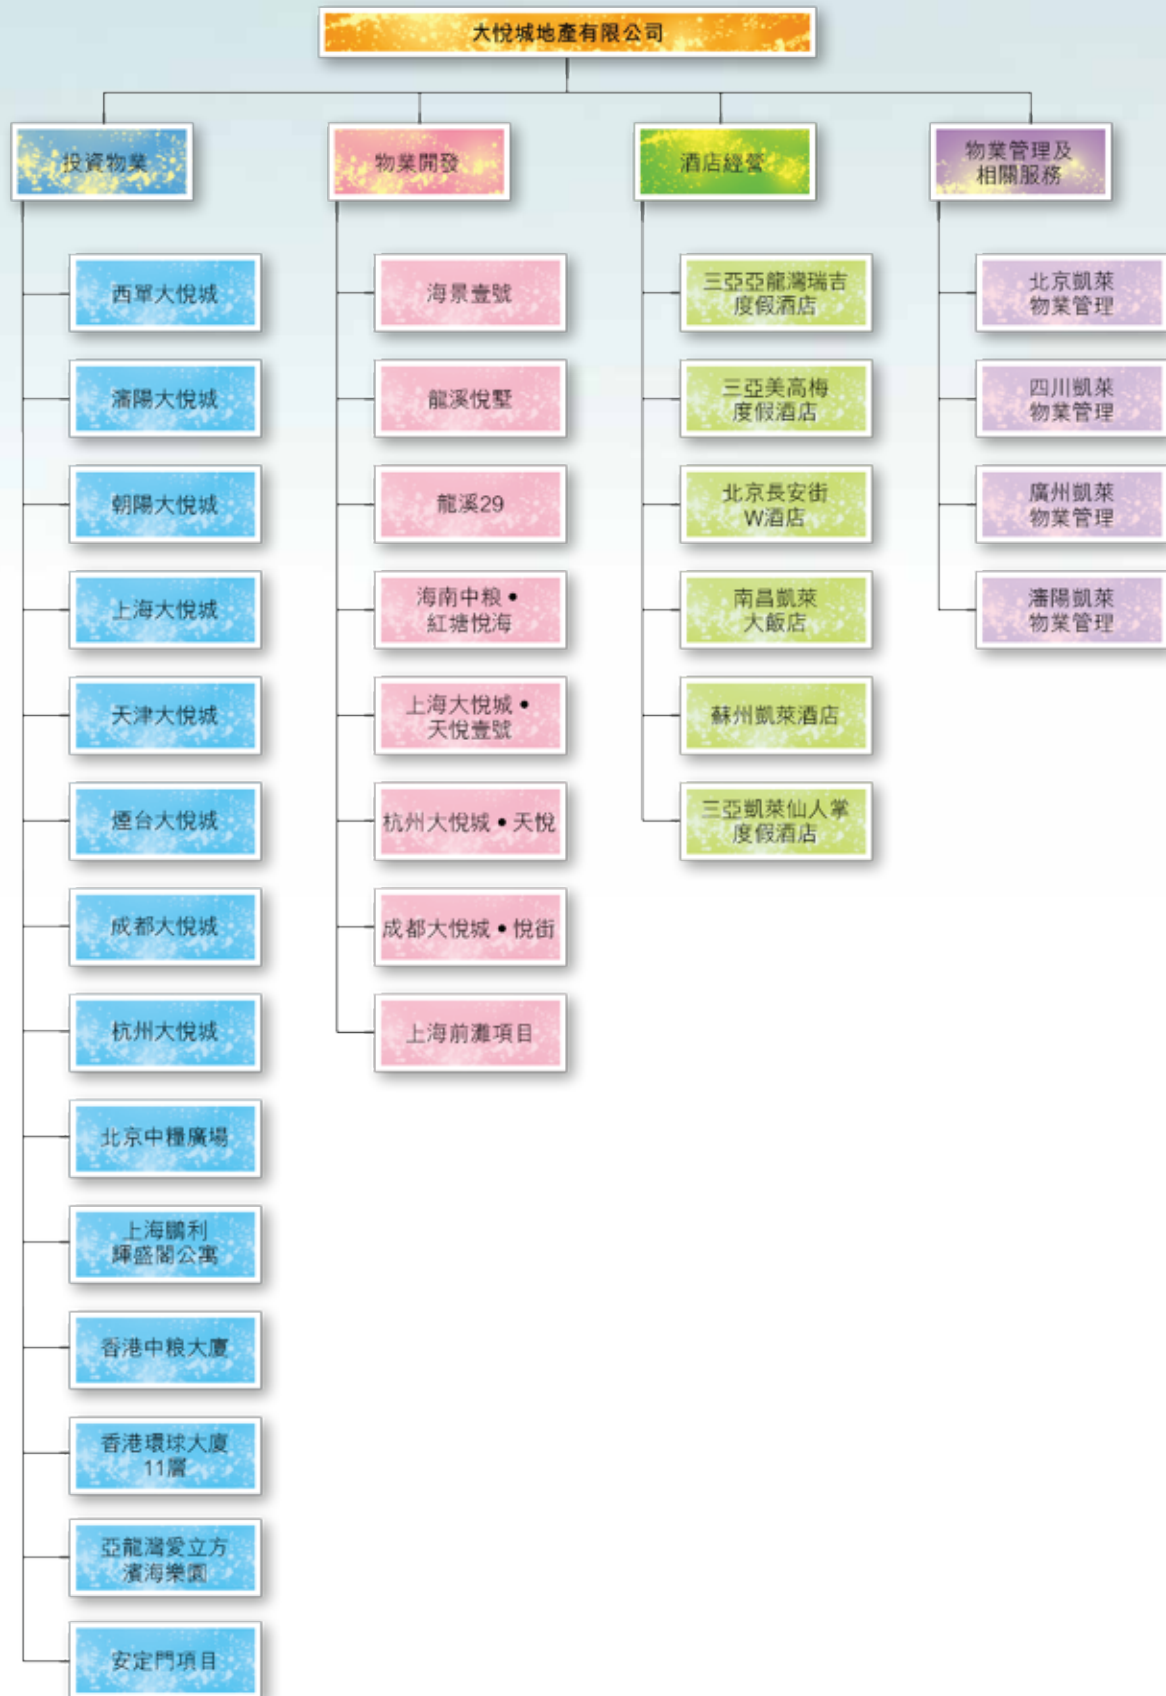 大悅城地產有限公司
投資物業
物業開發
酒店經營
物業管理及
相關服務
西單大悅城
瀋陽大悅城
朝陽大悅城
上海大悅城
天津大悅城
煙台大悅城
成都大悅城
杭州大悅城
北京中糧廣場
上海鵬利
輝盛閣公寓
香港中粮大廈
香港環球大廈
11層
亞龍灣愛立方
濱海樂園
安定門項目
海景壹號
龍溪悅墅
龍溪29
海南中粮•
紅塘悅海
上海大悅城•
天悅壹號
杭州大悅城•天悅
成都大悅城•悅街
上海前灘項目
三亞亞龍灣瑞吉
度假酒店
三亞美高梅
度假酒店
北京長安街
W酒店
南昌凱萊
大飯店
蘇州凱萊酒店
三亞凱萊仙人掌
度假酒店
北京凱萊
物業管理
四川凱萊
物業管理
廣州凱萊
物業管理
瀋陽凱萊
物業管理